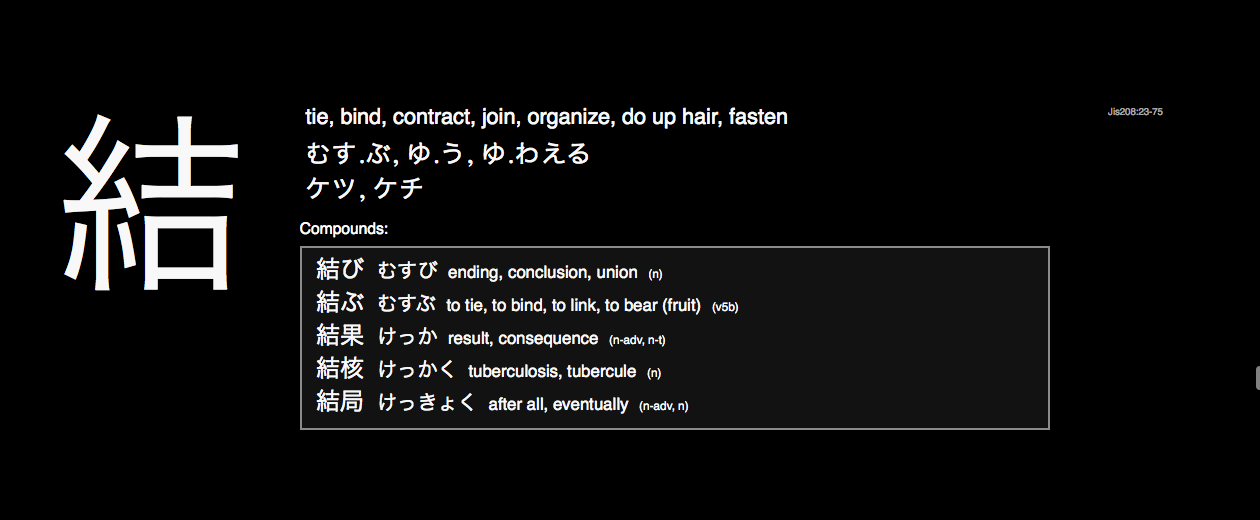 結
tie, bind, contract, join, organize, do up hair, fasten
Jis208:23-75
むす.ぶ, ゆ.う, ゆ.わえる
ケツ, ケチ
Compounds:
結び むすび ending, conclusion, union (n)
結ぶ むすぶ to tie, to bind, to link, to bear (fruit) (v5b)
結果 けっか result, consequence (n-adv, n-t)
結核 けっかく tuberculosis, tubercule (n)
結局 けっきょく after all, eventually (n-adv, n)